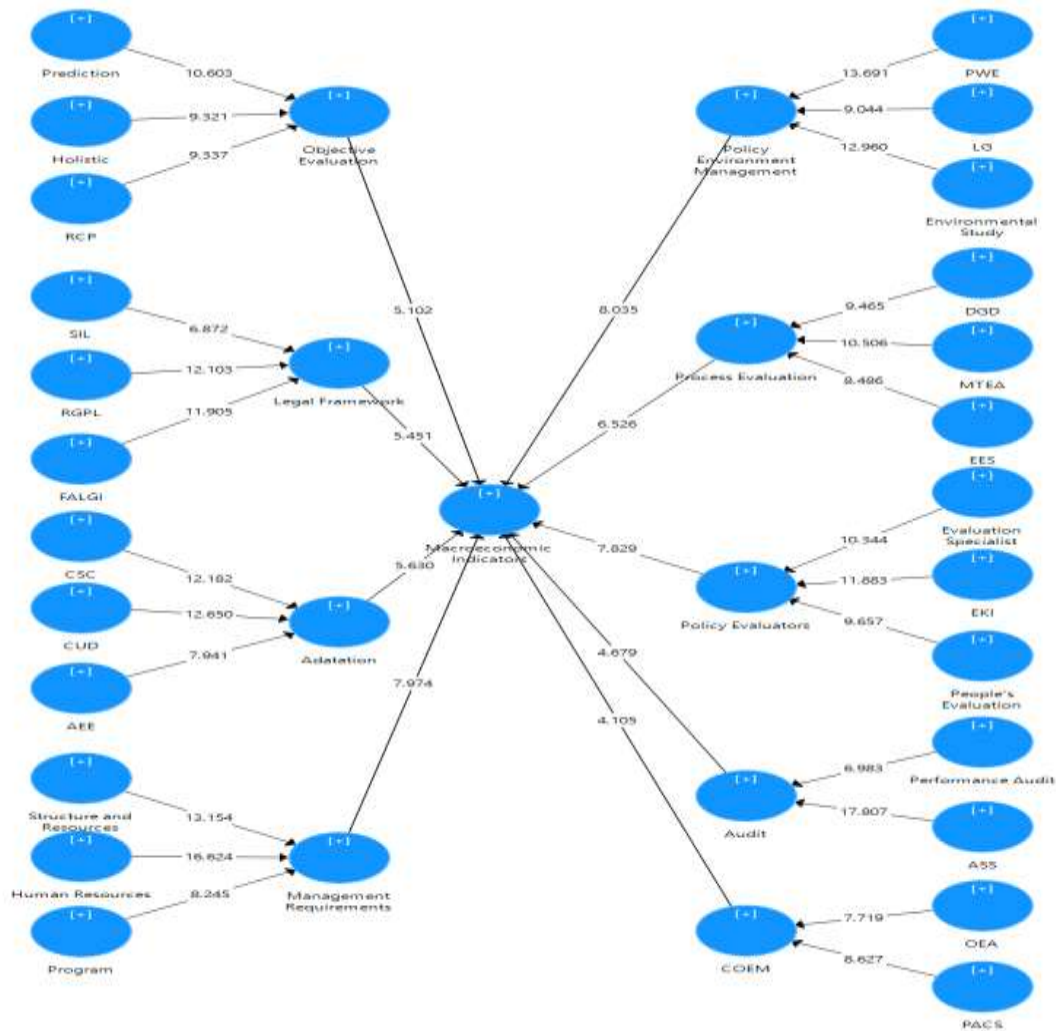 [+]
Prediction
10.603
[+]
Holistic
9.321
[+]
RCP
9.337
[+]
Objective
Evaluation
5.102
[+]
SIL
6.872
[+]
RGPL
12.103
[+]
FALGI
11.905
[+]
Legal Framework
5.451
[+]
CSC
12.182
[+]
CUD
12.650
[+]
AEE
7.941
[+]
Adatation
5.630
[+]
Structure and
Resources
13.154
[+]
Human Resources
16.624
[+]
Program
8.245
[+]
Management
Requirements
7.974
[+]
Macroeconomic
Indicators
[+]
Policy
Environment
Management
8.035
[+]
PWE
13.691
[+]
LG
9.044
[+]
Environmental
Study
12.960
[+]
Process Evaluation
6.526
[+]
DGD
9.465
[+]
MTEA
10.506
[+]
EES
8.486
[+]
Policy Evaluators
7.829
[+]
Evaluation
Specialist
10.344
[+]
EKI
11.883
[+]
People's
Evaluation
9.657
[+]
Audit
4.679
[+]
Performance Audit
6.983
[+]
ASS
17.807
[+]
COEM
4.105
[+]
OEA
7.719
[+]
PACS
8.627